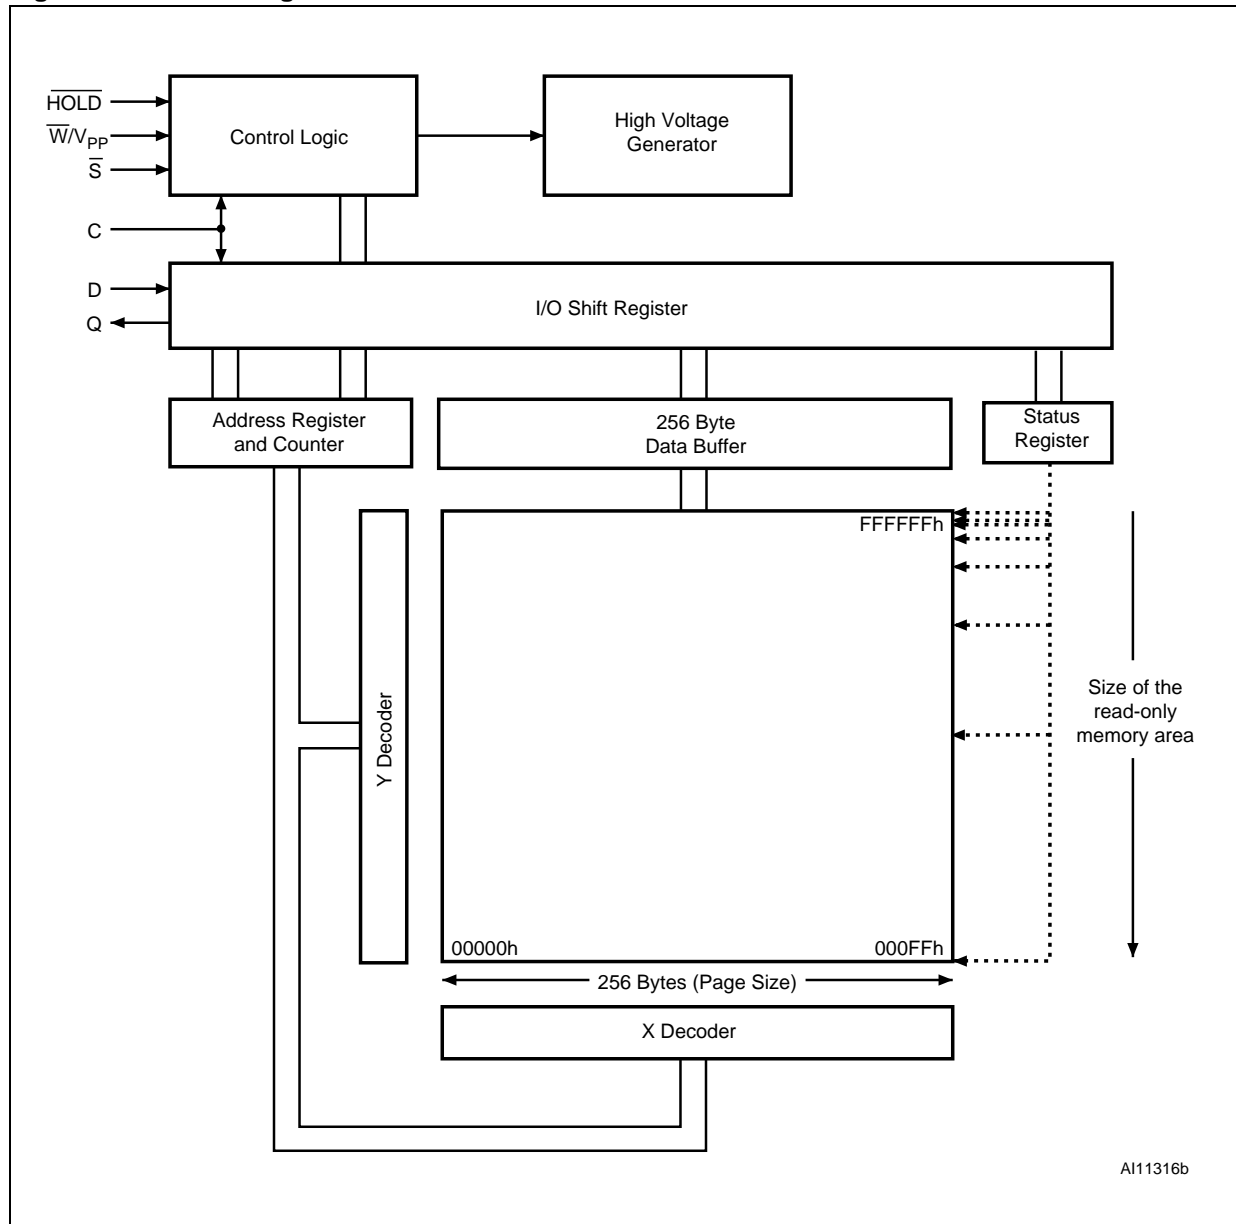 HOLD
W/VPP
S
C
D
Q
Control Logic
High Voltage
Generator
I/O Shift Register
Address Register
and Counter
256 Byte
Data Buffer
Status
Register
FFFFFFh
Y Decoder
Size of the
read-only
memory area
00000h
000FFh
256 Bytes (Page Size)
X Decoder
AI11316b